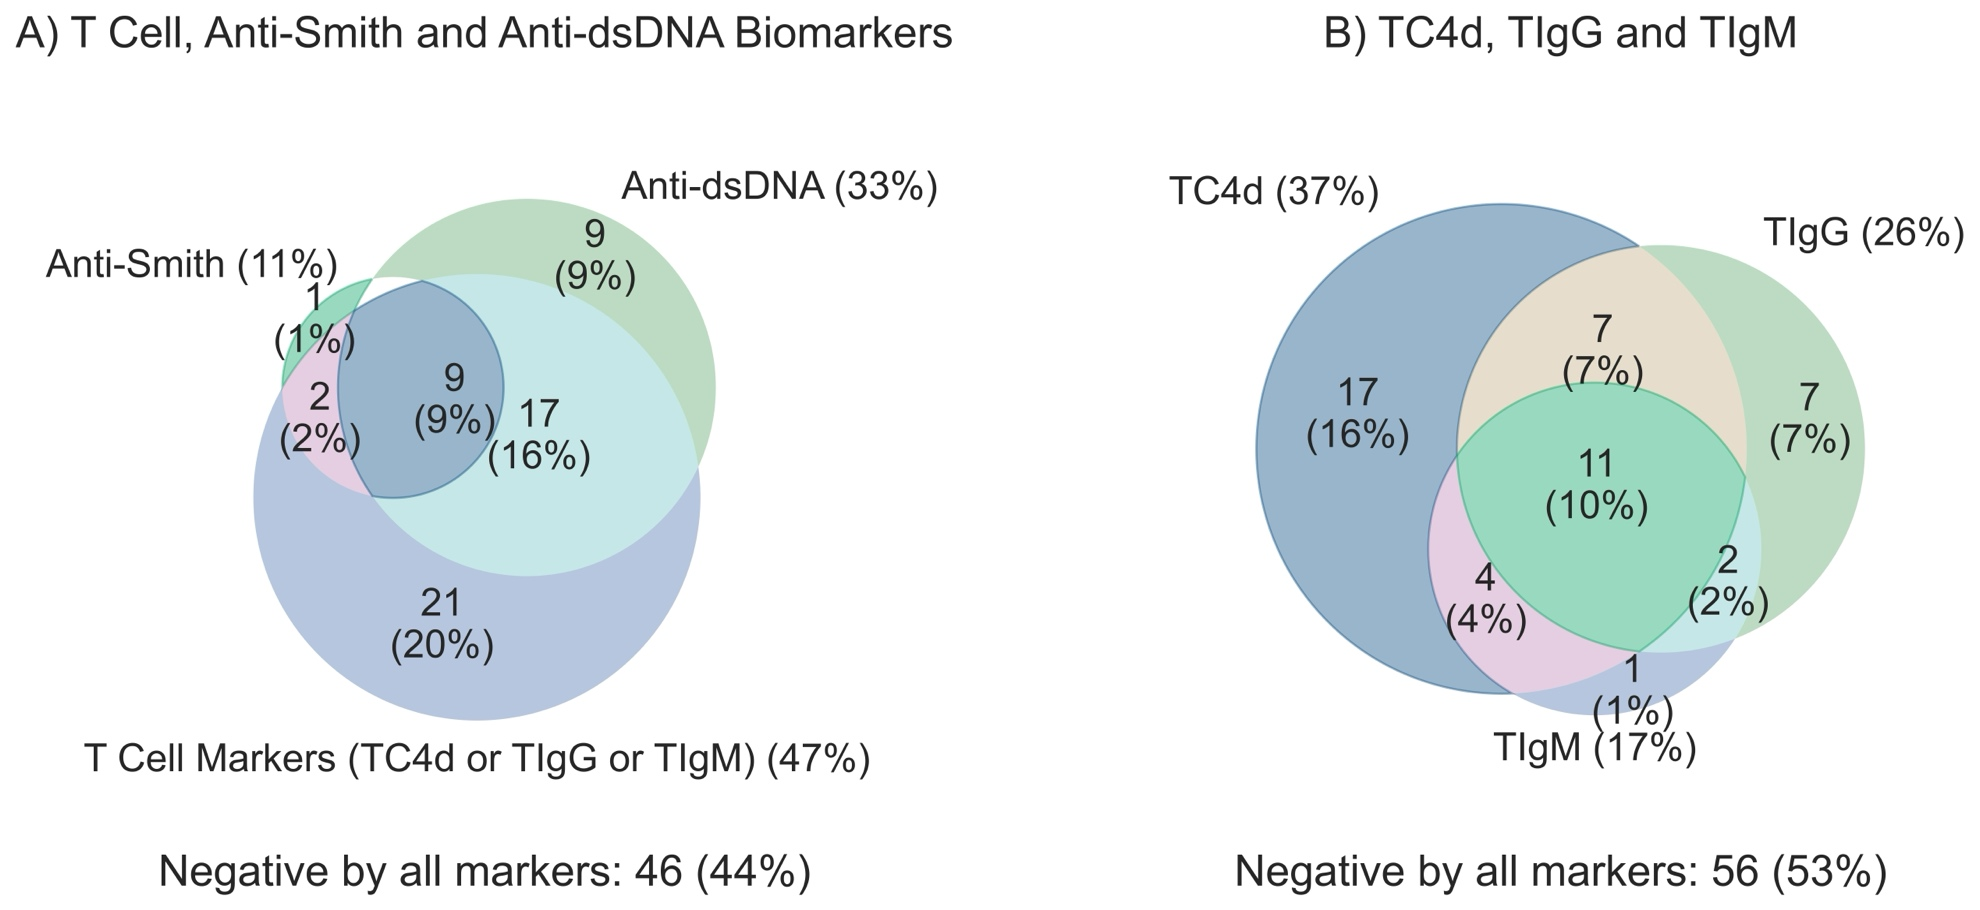 A) T Cell, Anti-Smith and Anti-dsDNA Biomarkers
Anti-dsDNA (33%)
9
(9%)
Anti-Smith (11%)
1
(1%)
2
(2%)
9
(9%)
17
(16%)
21
(20%)
T Cell Markers (TC4d or TIgG or TIgM) (47%)
Negative by all markers: 46 (44%)
B) TC4d, TIgG and TIgM
TC4d (37%)
TIgG (26%)
7
(7%)
17
(16%)
7
(7%)
11
(10%)
4
(4%)
2
(2%)
1
(1%)
TIgM (17%)
Negative by all markers: 56 (53%)